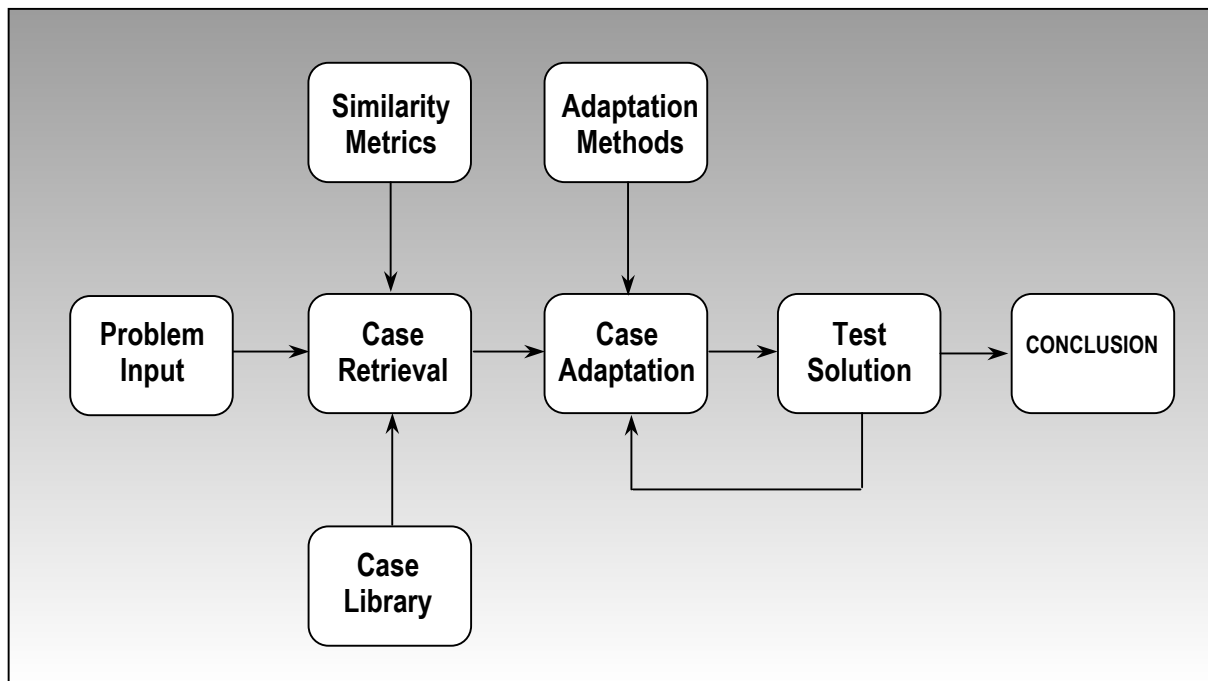 Similarity
Metrics
Adaptation
Methods
Problem
Input
Case
Retrieval
Case
Adaptation
Test
Solution
CONCLUSION
Case
Library